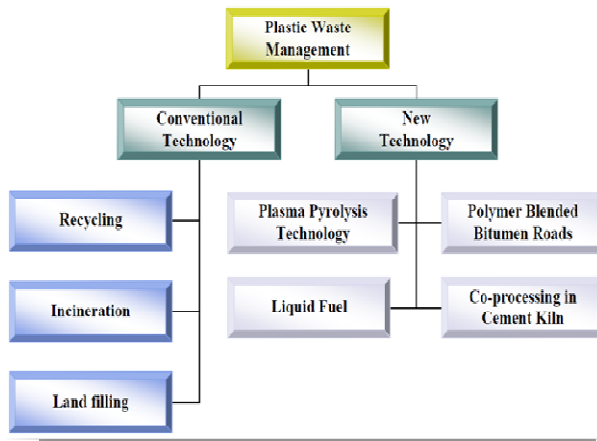 Plastic Waste
Management
Conventional
Technology
New
Technology
Recycling
Plasma Pyrolysis
Technology
Polymer Blended
Bitumen Roads
Incineration
Liquid Fuel
Co-processing in
Cement Kiln
Land filling